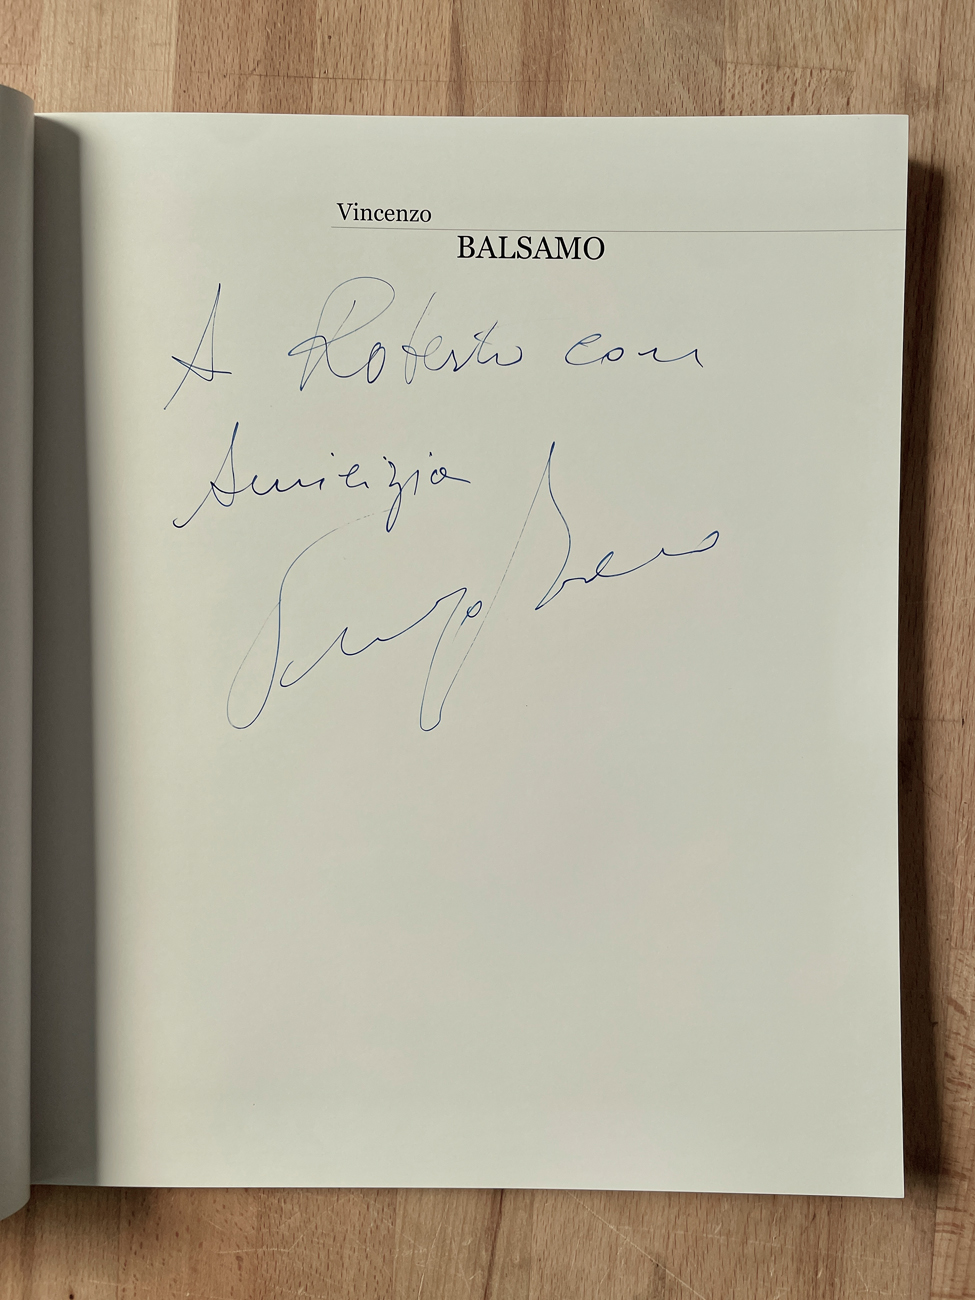 Vincenzo
BALSAMO
A Roberto con
Amicizia